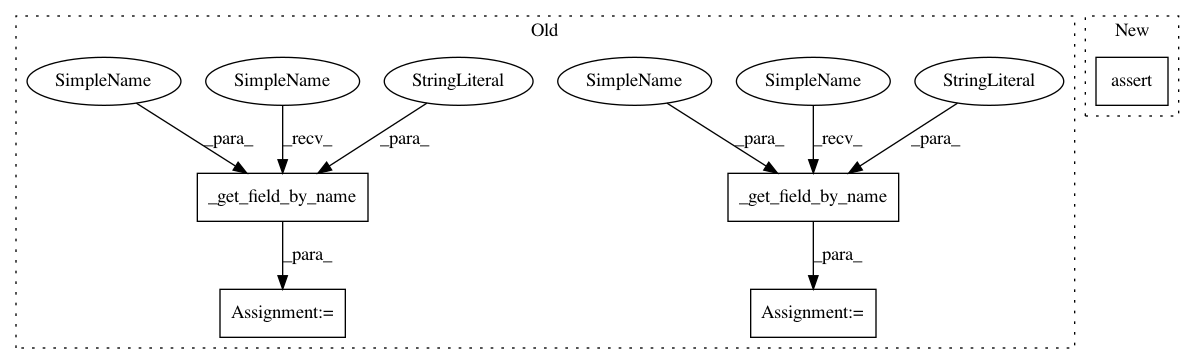 Old
New
SimpleName SimpleName StringLiteral SimpleName SimpleName StringLiteral assert
_para_ _recv_ _para_ _para_ _recv_ _para_
_get_field_by_name _get_field_by_name
_para_ _para_
Assignment:= Assignment:=